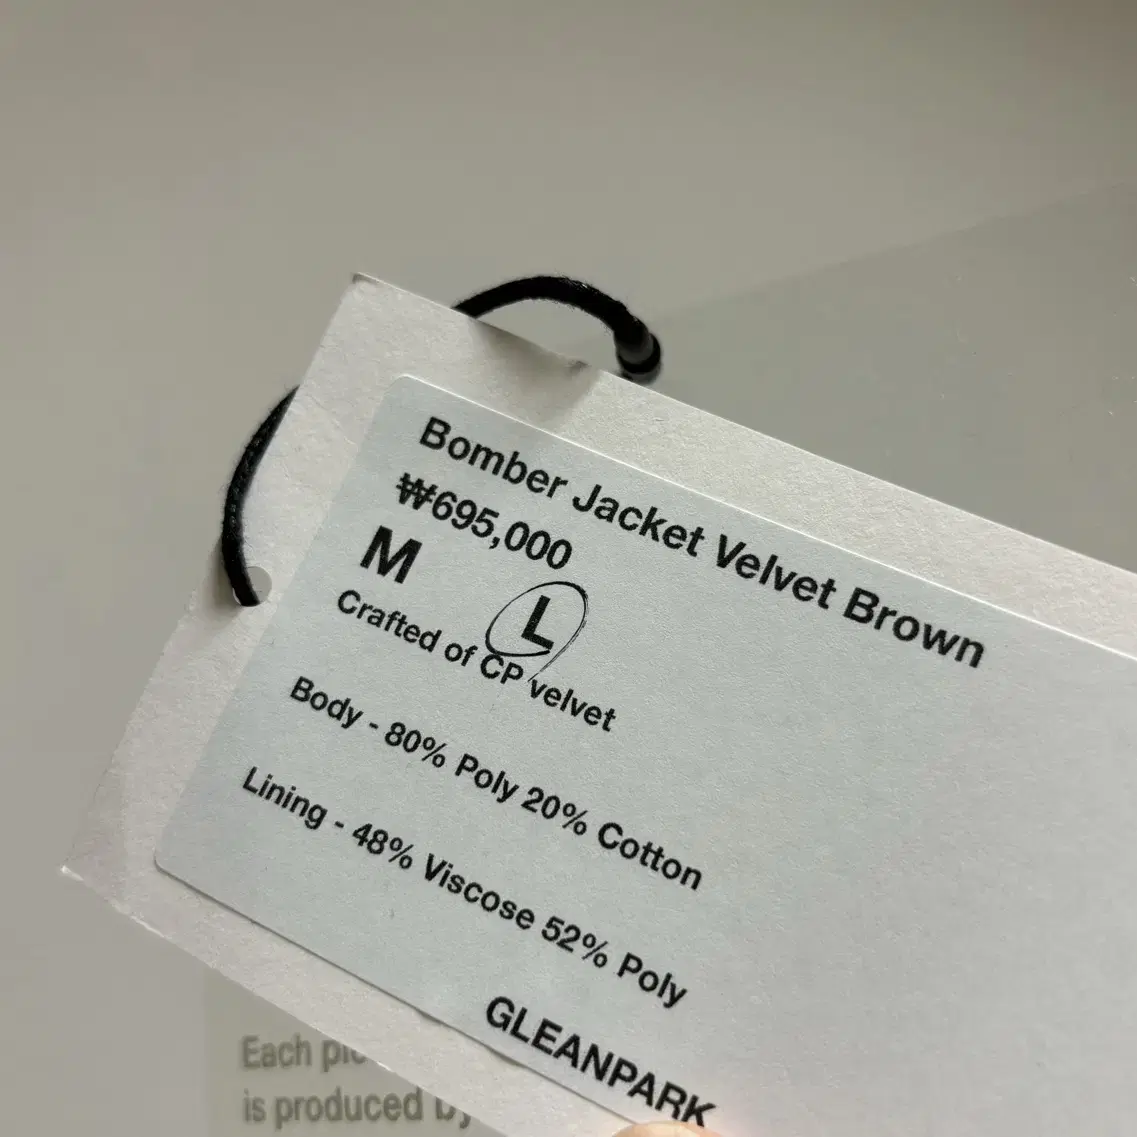 Bomber Jacket Velvet Brown
₩695,000
M L
Crafted of CP velvet
Body - 80% Poly 20% Cotton
Lining - 48% Viscose 52% Poly
GLEANPARK
Each
is produced by